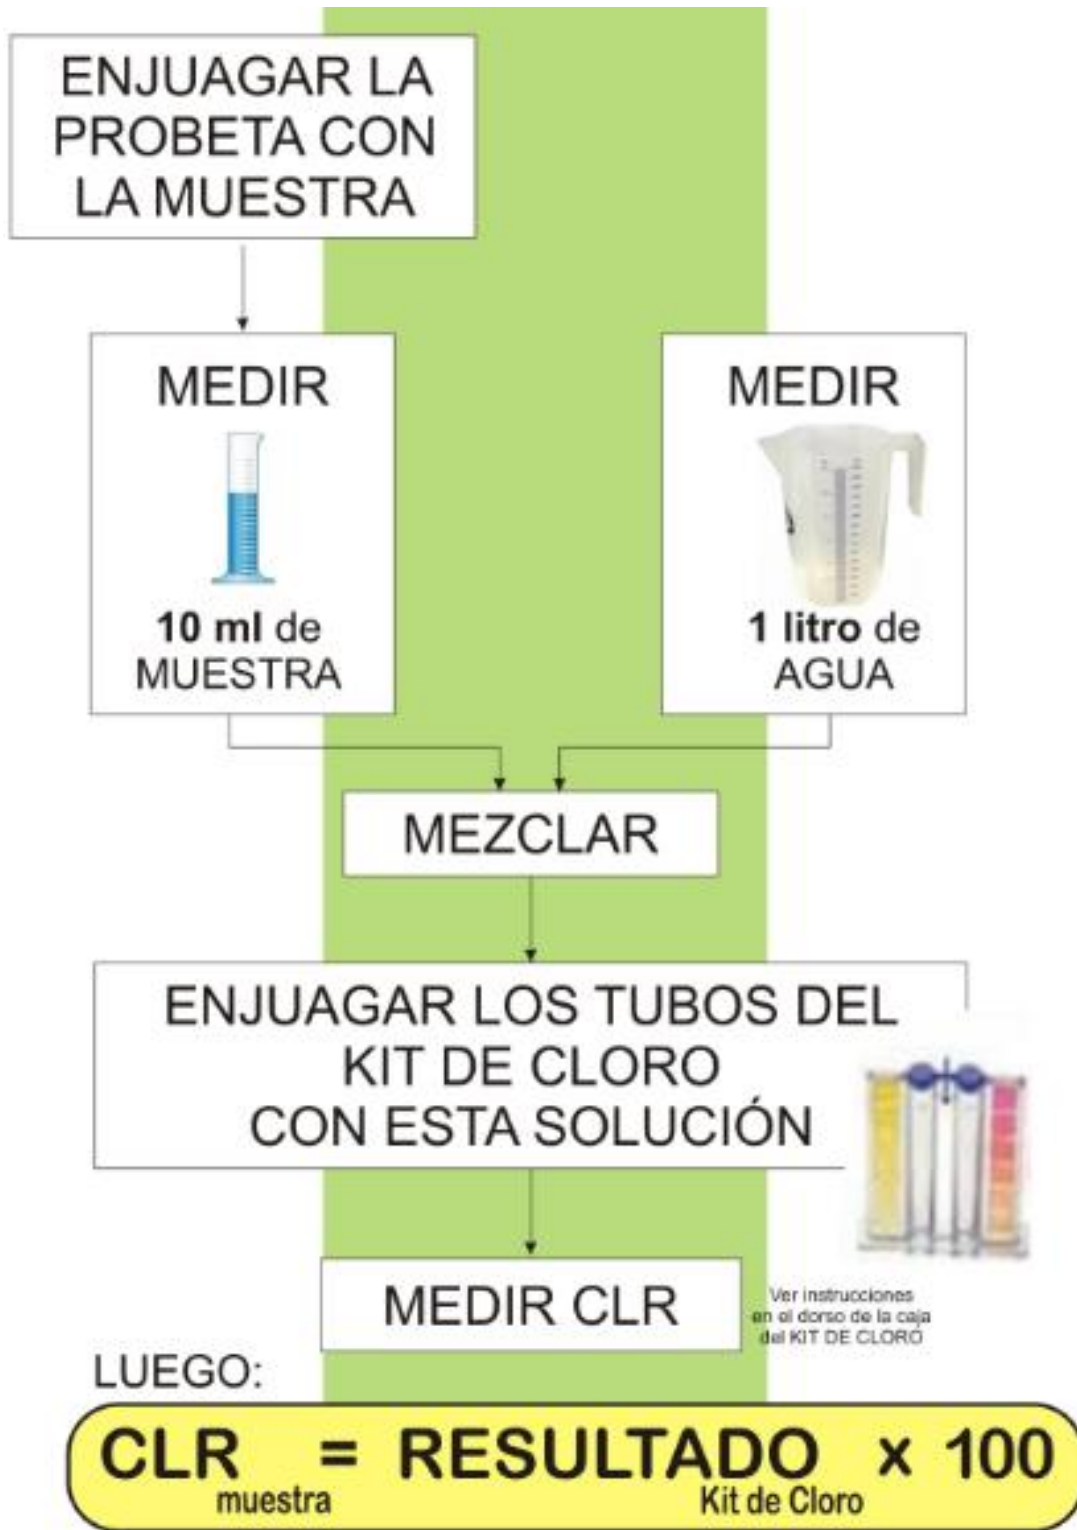 ENJUAGAR LA
PROBETA CON
LA MUESTRA
MEDIR
10 ml de
MUESTRA
MEDIR
1 litro de
AGUA
MEZCLAR
ENJUAGAR LOS TUBOS DEL
KIT DE CLORO
CON ESTA SOLUCIÓN
MEDIR CLR
Ver instrucciones
en el dorso de la caja
del KIT DE CLORO
LUEGO:
CLR = RESULTADO x 100
muestra Kit de Cloro